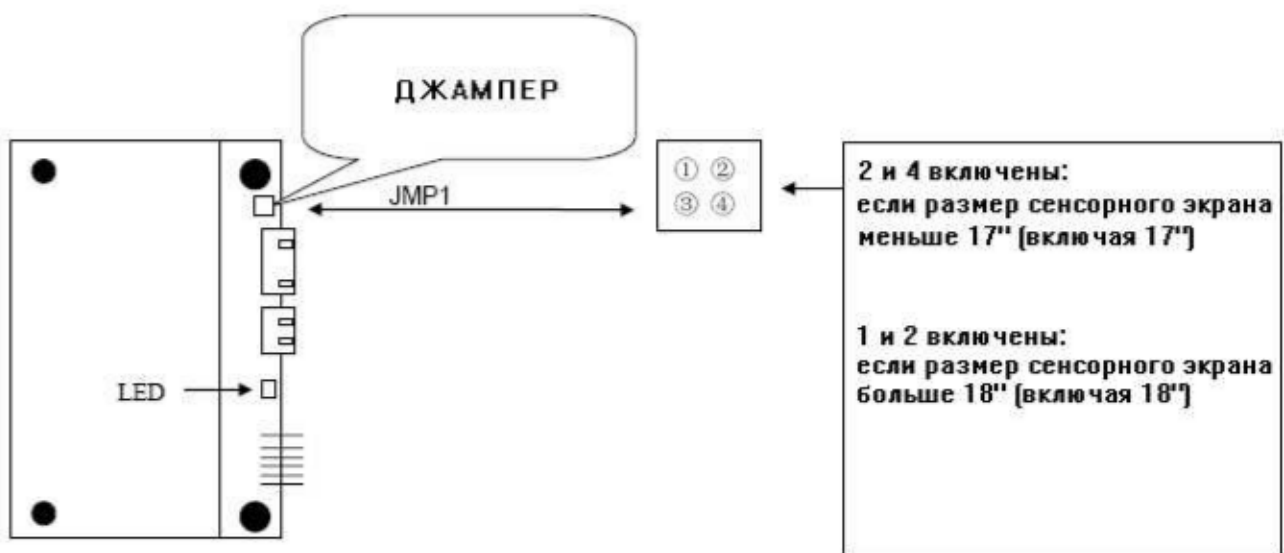 ДЖАМПЕР
JMP1
① ②
③ ④
2 и 4 включены:
если размер сенсорного экрана
меньше 17" (включая 17")
1 и 2 включены:
если размер сенсорного экрана
больше 18" (включая 18")
LED